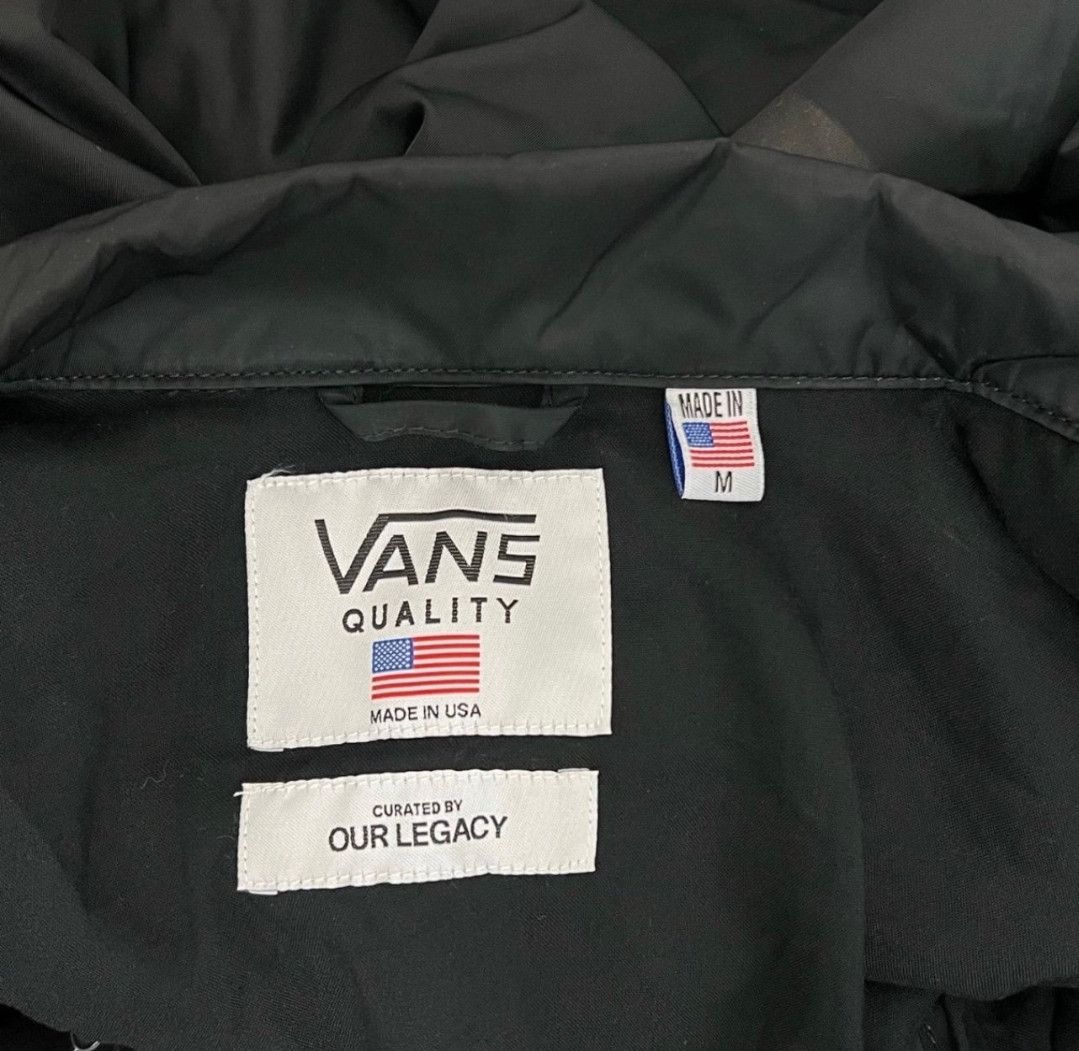 MADE IN
M
VANS
QUALITY
MADE IN USA
CURATED BY
OUR LEGACY